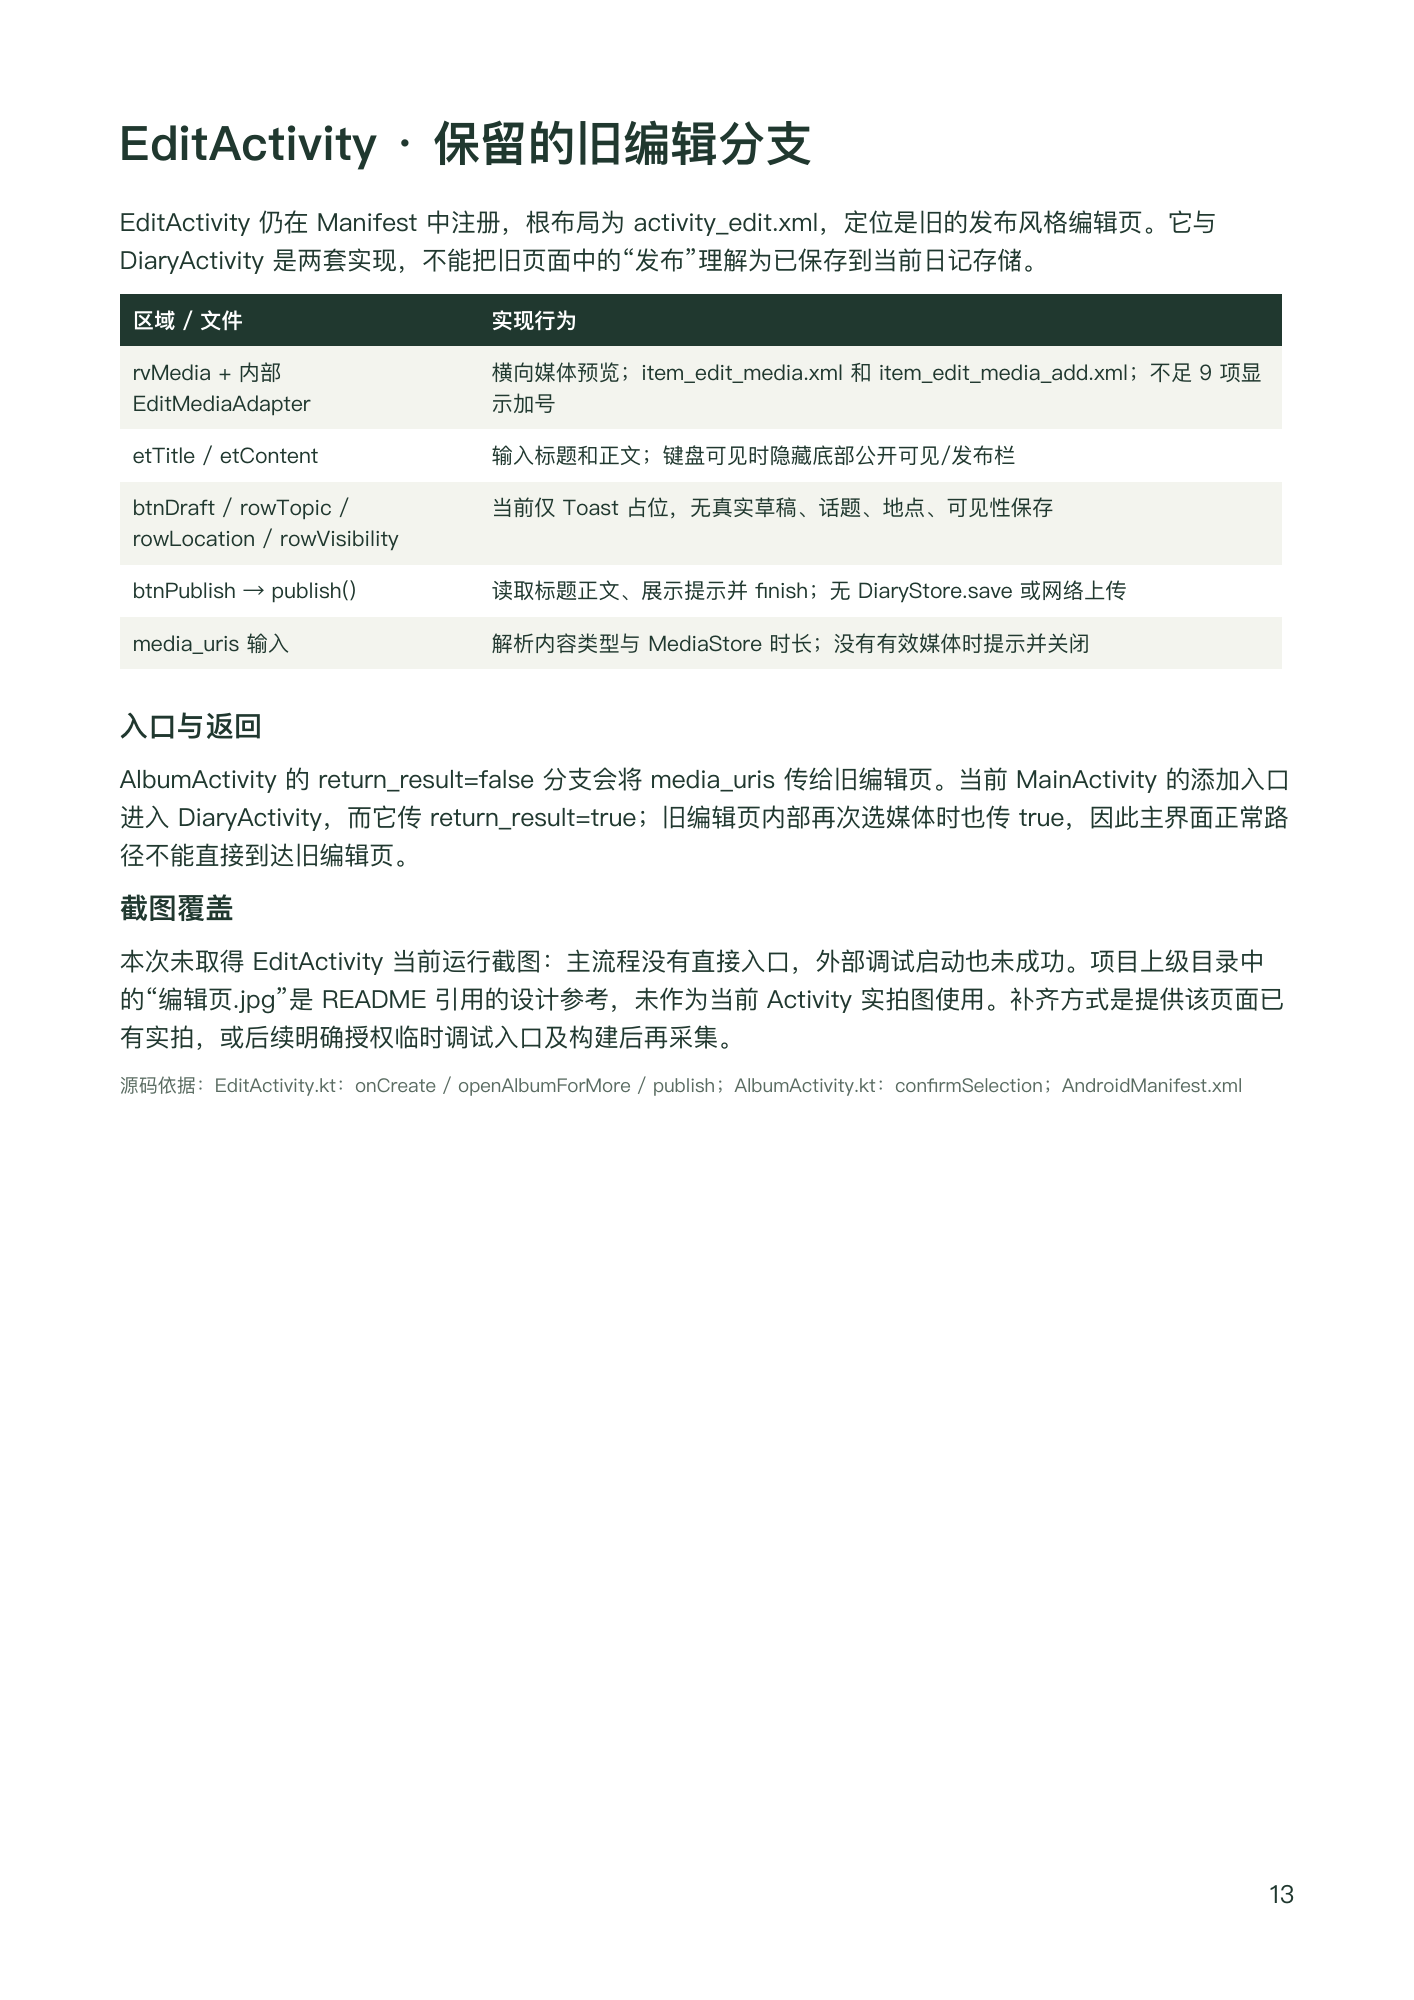 EditActivity · 保留的旧编辑分支
EditActivity 仍在 Manifest 中注册，根布局为 activity_edit.xml，定位是旧的发布风格编辑页。它与
DiaryActivity 是两套实现，不能把旧页面中的“发布”理解为已保存到当前日记存储。
区域 / 文件 实现行为
rvMedia + 内部 横向媒体预览；item_edit_media.xml 和 item_edit_media_add.xml；不足 9 项显
EditMediaAdapter 示加号
etTitle / etContent 输入标题和正文；键盘可见时隐藏底部公开可见/发布栏
btnDraft / rowTopic / 当前仅 Toast 占位，无真实草稿、话题、地点、可见性保存
rowLocation / rowVisibility
btnPublish → publish() 读取标题正文、展示提示并 finish；无 DiaryStore.save 或网络上传
media_uris 输入 解析内容类型与 MediaStore 时长；没有有效媒体时提示并关闭
入口与返回
AlbumActivity 的 return_result=false 分支会将 media_uris 传给旧编辑页。当前 MainActivity 的添加入口
进入 DiaryActivity，而它传 return_result=true；旧编辑页内部再次选媒体时也传 true，因此主界面正常路
径不能直接到达旧编辑页。
截图覆盖
本次未取得 EditActivity 当前运行截图：主流程没有直接入口，外部调试启动也未成功。项目上级目录中
的“编辑页.jpg”是 README 引用的设计参考，未作为当前 Activity 实拍图使用。补齐方式是提供该页面已
有实拍，或后续明确授权临时调试入口及构建后再采集。
源码依据：EditActivity.kt：onCreate / openAlbumForMore / publish；AlbumActivity.kt：confirmSelection；AndroidManifest.xml
13